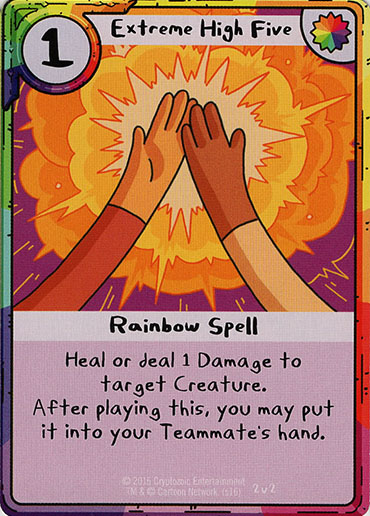 1
Extreme High Five
Rainbow Spell
Heal or deal 1 Damage to
target Creature.
After playing this, you may put
it into your Teammate's hand.
© 2015 Cryptozoic Entertainment
TM & © Cartoon Network. (s15) 2v2